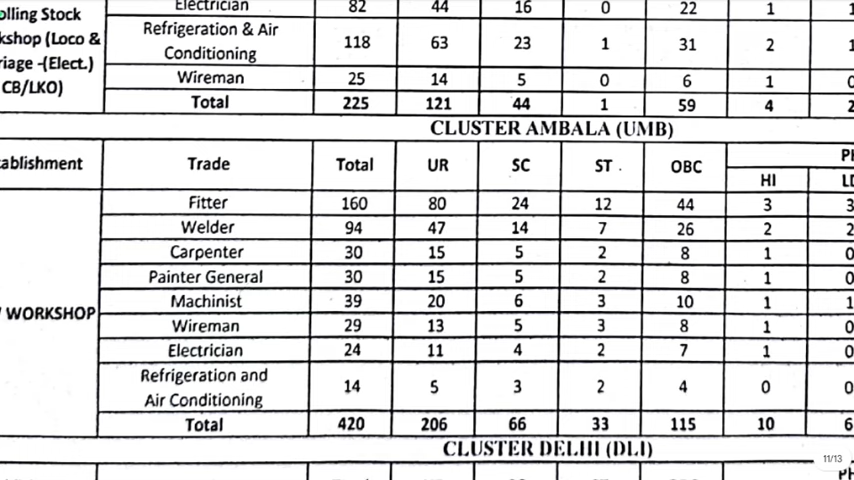 olling Stock
kshop (Loco &
riage -(Elect.)
CB/LKO)
Electrician 82 44 16 0 22 1 1
Refrigeration & Air Conditioning 118 63 23 1 31 2 1
Wireman 25 14 5 0 6 1 0
Total 225 121 44 1 59 4 2
CLUSTER AMBALA (UMB)
tablishment Trade Total UR SC ST OBC
HI
Fitter 160 80 24 12 44 3 3
Welder 94 47 14 7 26 2 2
Carpenter 30 15 5 2 8 1 0
Painter General 30 15 5 2 8 1 0
Machinist 39 20 6 3 10 1 1
WORKSHOP
Wireman 29 13 5 3 8 1 0
Electrician 24 11 4 2 7 1 0
Refrigeration and Air Conditioning 14 5 3 2 4 0 0
Total 420 206 66 33 115 10 6
CLUSTER DELHI (DLI)
11/13